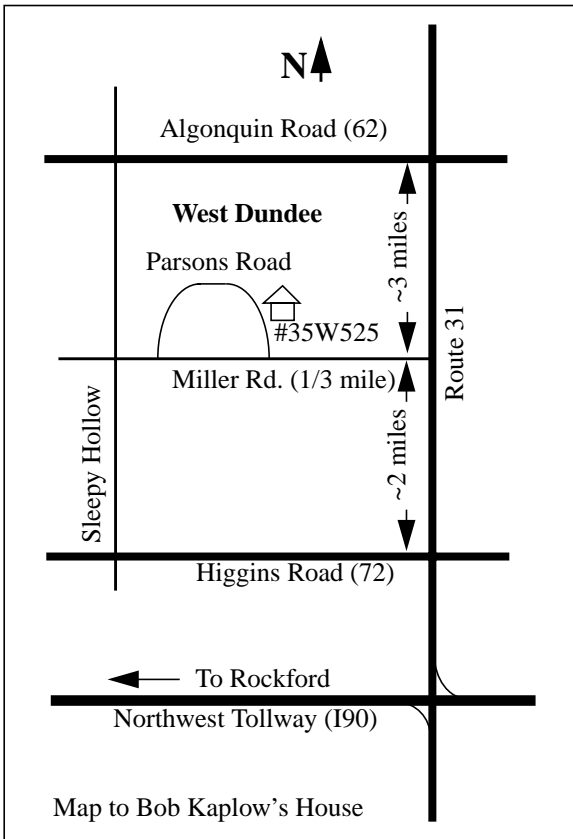 N
Algonquin Road (62)
West Dundee
Parsons Road
#35W525
~3 miles
Route 31
Miller Rd. (1/3 mile)
Sleepy Hollow
~2 miles
Higgins Road (72)
To Rockford
Northwest Tollway (I90)
Map to Bob Kaplow's House